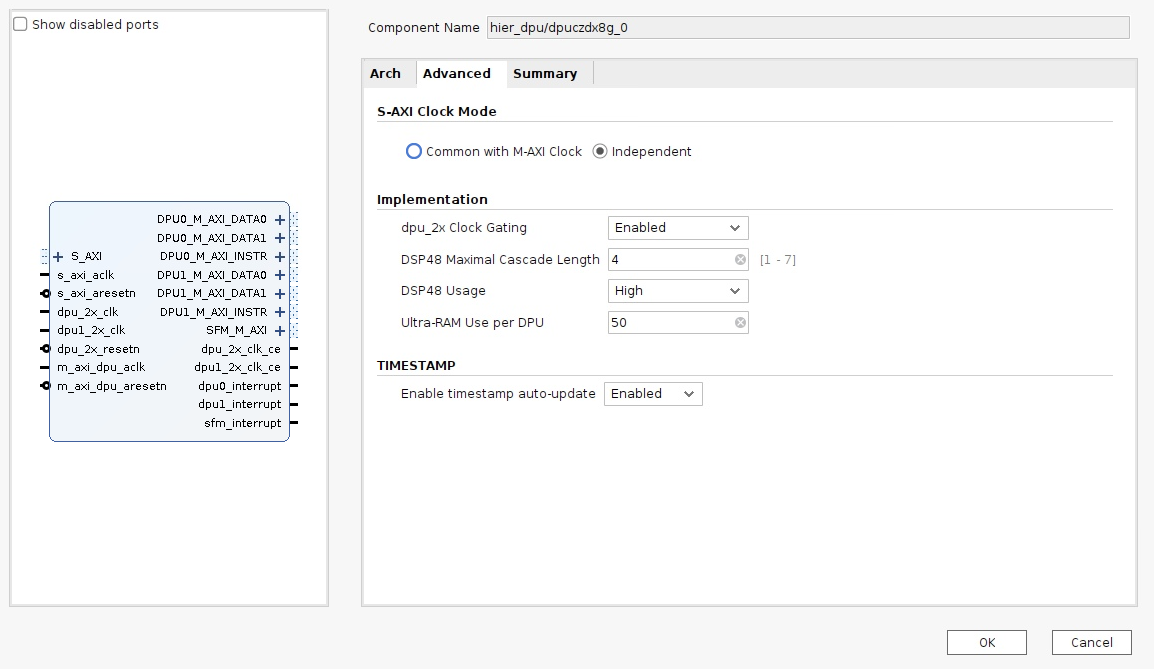 Show disabled ports
DPU0_M_AXI_DATA0
DPU0_M_AXI_DATA1
S_AXI DPU0_M_AXI_INSTR
s_axi_aclk DPU1_M_AXI_DATA0
s_axi_aresetn DPU1_M_AXI_DATA1
dpu_2x_clk DPU1_M_AXI_INSTR
dpu1_2x_clk SFM_M_AXI
dpu_2x_resetn dpu_2x_clk_ce
m_axi_dpu_aclk dpu1_2x_clk_ce
m_axi_dpu_aresetn dpu0_interrupt
dpu1_interrupt
sfm_interrupt
Component Name hier_dpu/dpuczdx8g_0
Arch Advanced Summary
S-AXI Clock Mode
Common with M-AXI Clock Independent
Implementation
dpu_2x Clock Gating Enabled
DSP48 Maximal Cascade Length 4 [1 - 7]
DSP48 Usage High
Ultra-RAM Use per DPU 50
TIMESTAMP
Enable timestamp auto-update Enabled
OK Cancel